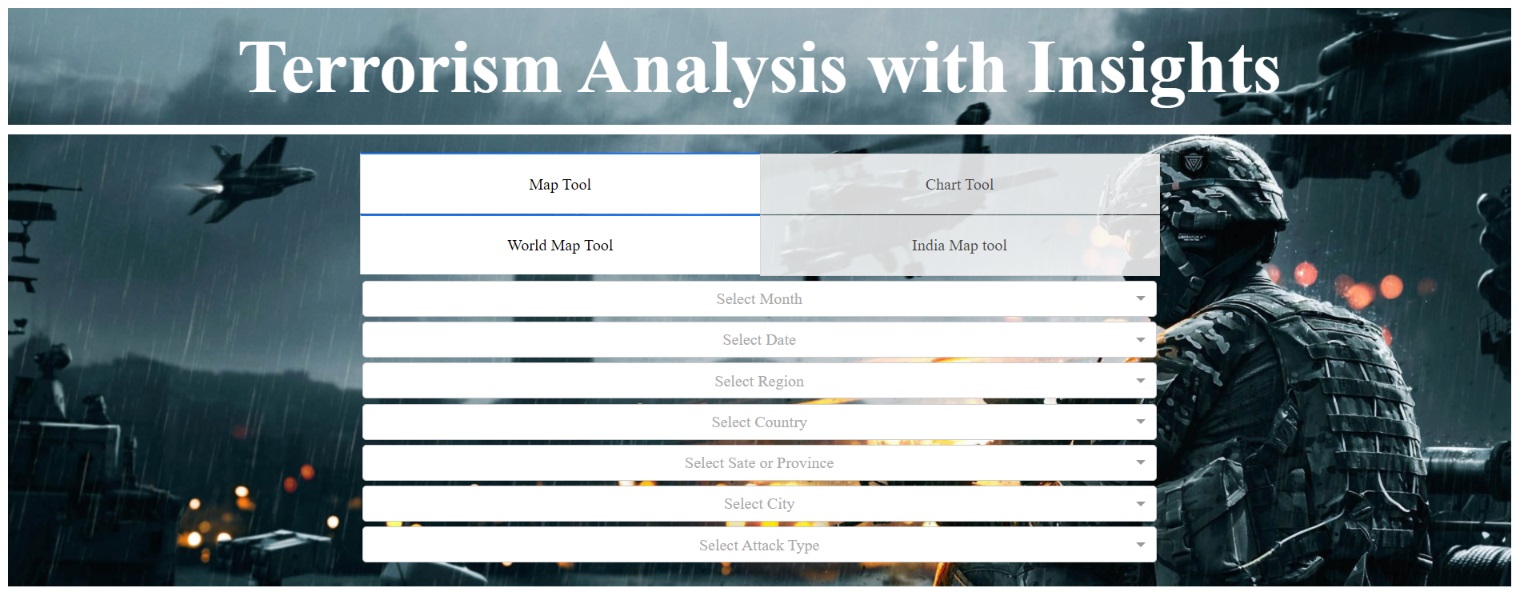 Terrorism Analysis with Insights
Map Tool
Chart Tool
World Map Tool
India Map tool
Select Month
Select Date
Select Region
Select Country
Select Sate or Province
Select City
Select Attack Type